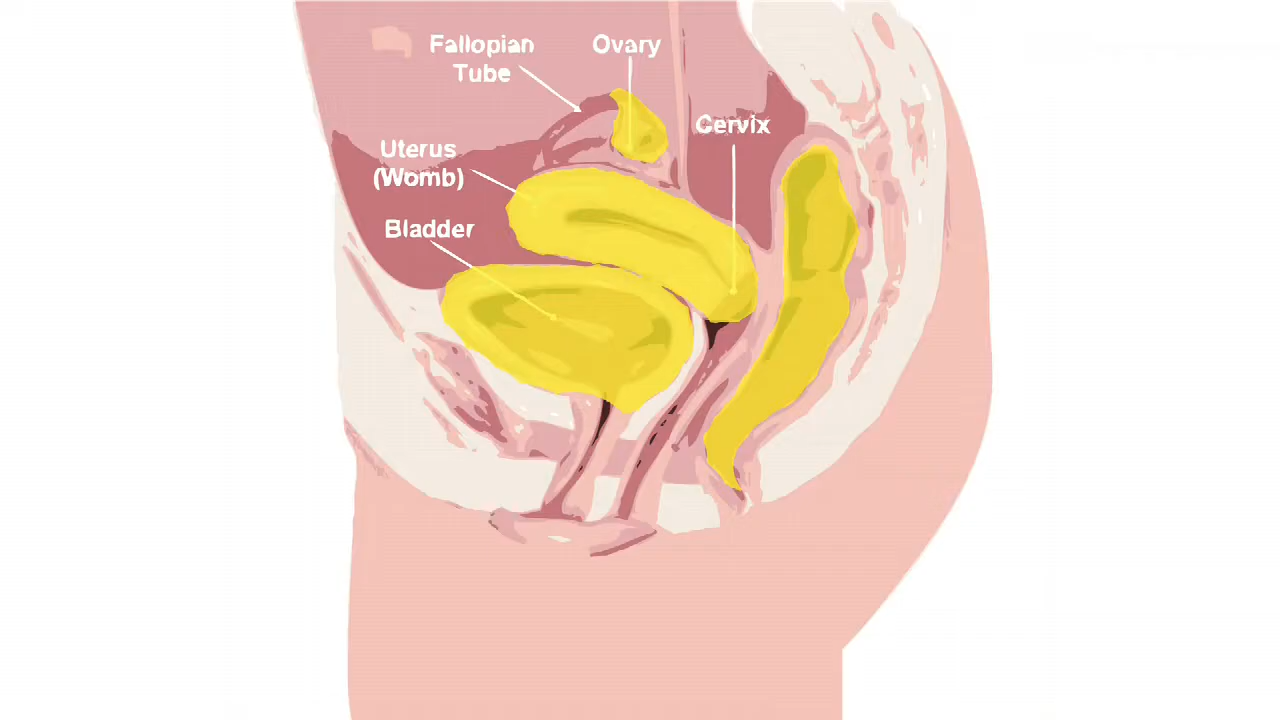 Fallopian
Tube
Ovary
Cervix
Uterus
(Womb)
Bladder